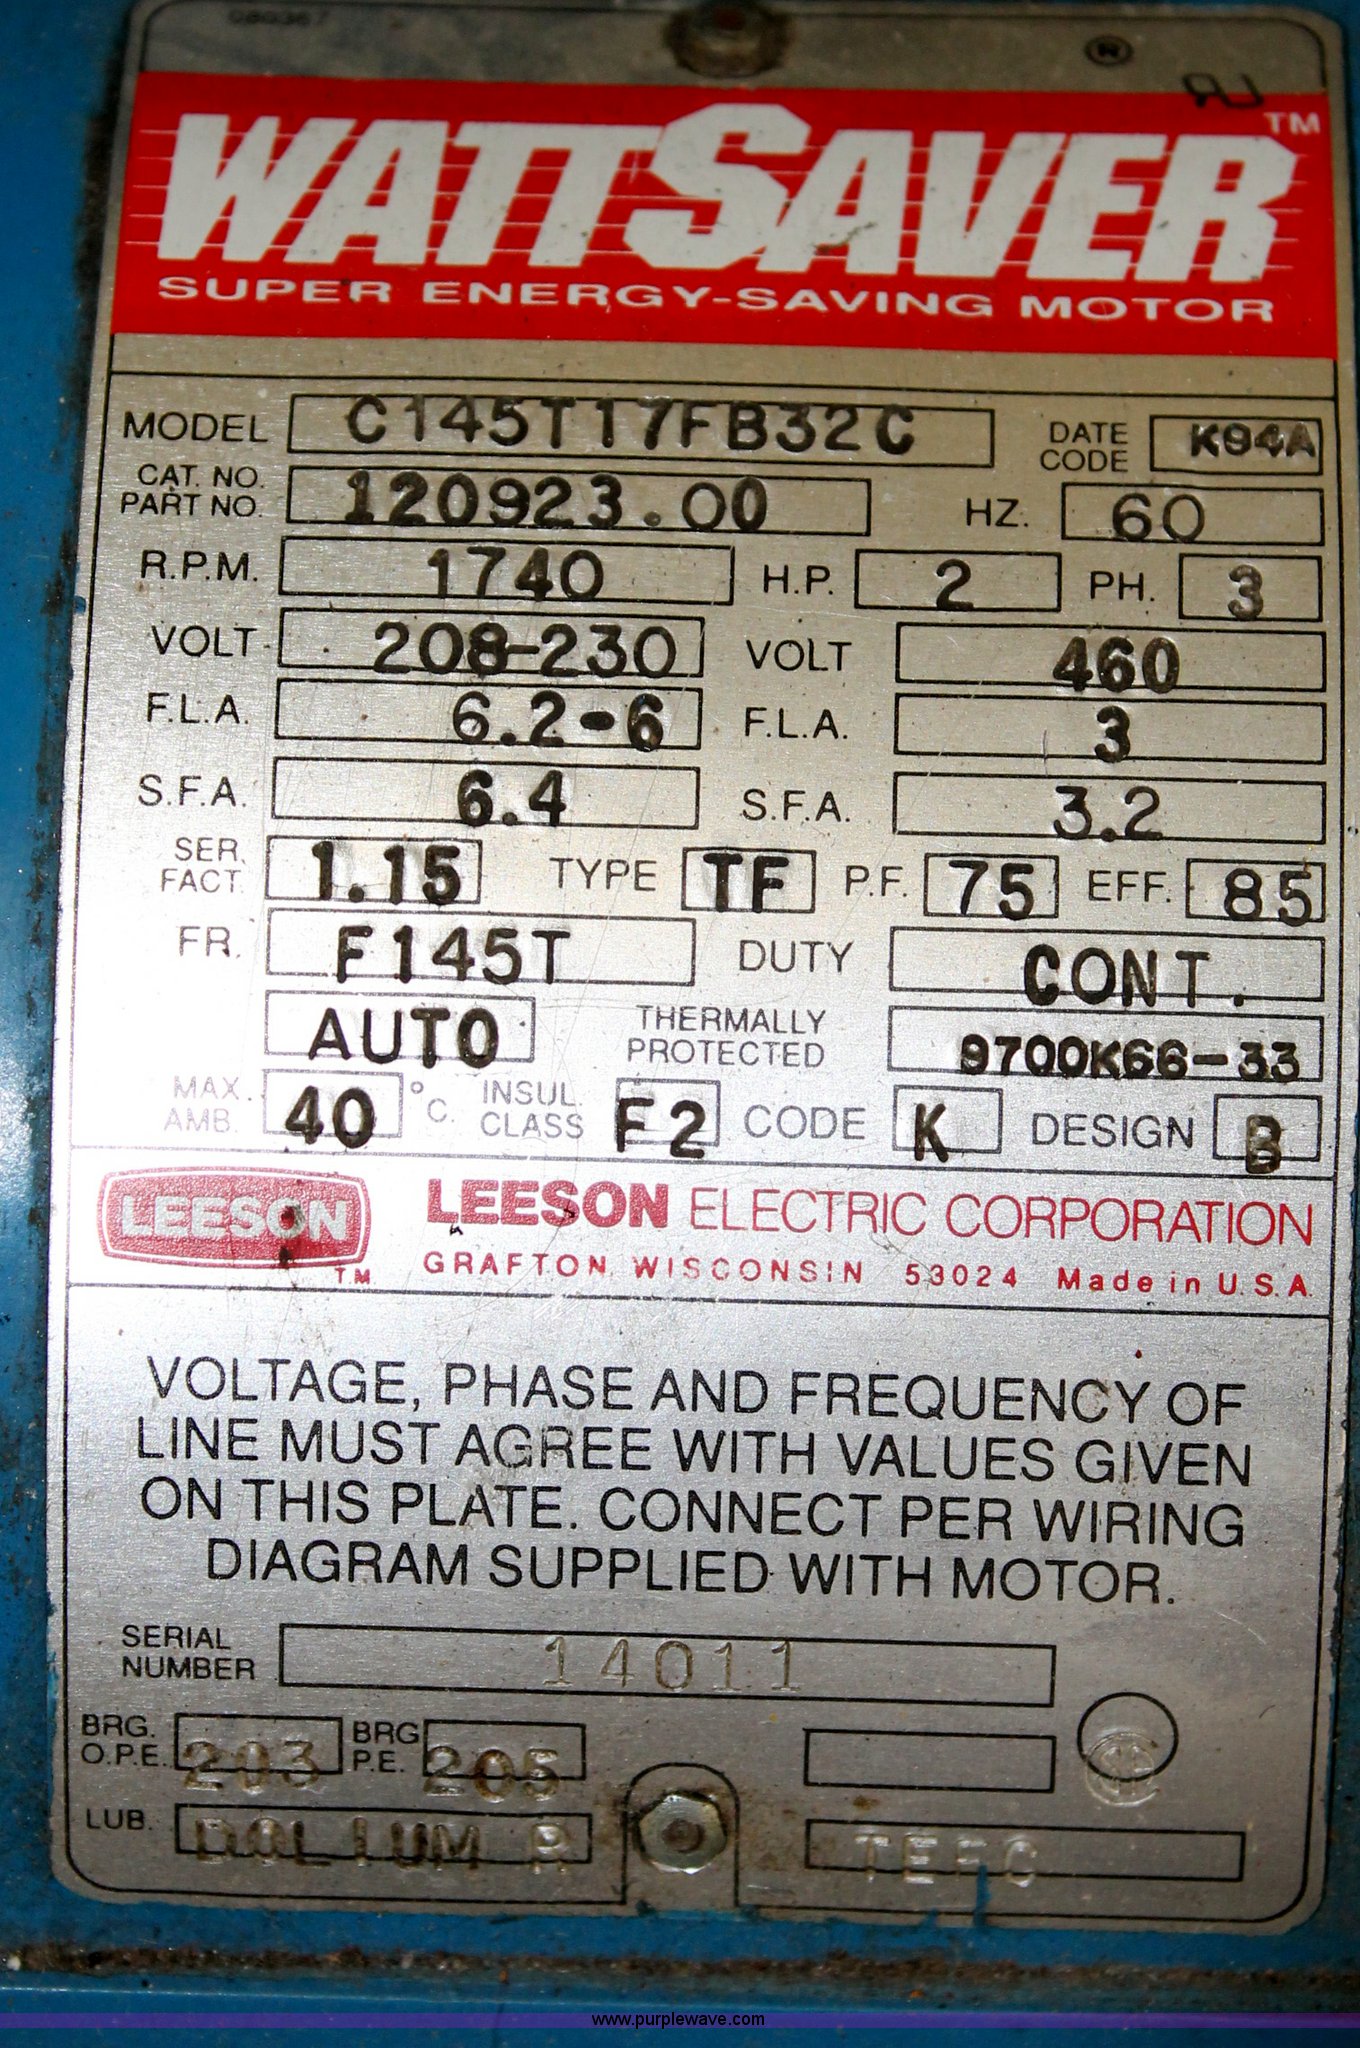 080367
®
WATTSAVER™
SUPER ENERGY-SAVING MOTOR
MODEL C145T17FB32C DATE CODE K94A
CAT. NO. PART NO. 120923.00 HZ. 60
R.P.M. 1740 H.P. 2 PH. 3
VOLT 208-230 VOLT 460
F.L.A. 6.2-6 F.L.A. 3
S.F.A. 6.4 S.F.A. 3.2
SER. FACT. 1.15 TYPE TF P.F. 75 EFF. 85
FR. F145T DUTY CONT.
AUTO THERMALLY PROTECTED 9700K66-33
MAX. AMB. 40 °C. INSUL. CLASS F2 CODE K DESIGN B
LEESON T.M. LEESON ELECTRIC CORPORATION
GRAFTON, WISCONSIN 53024 Made in U.S.A.
VOLTAGE, PHASE AND FREQUENCY OF
LINE MUST AGREE WITH VALUES GIVEN
ON THIS PLATE. CONNECT PER WIRING
DIAGRAM SUPPLIED WITH MOTOR.
SERIAL NUMBER 14011
BRG. O.P.E. 203 BRG P.E. 205
LUB. DOLIUM R TEFC
www.purplewave.com